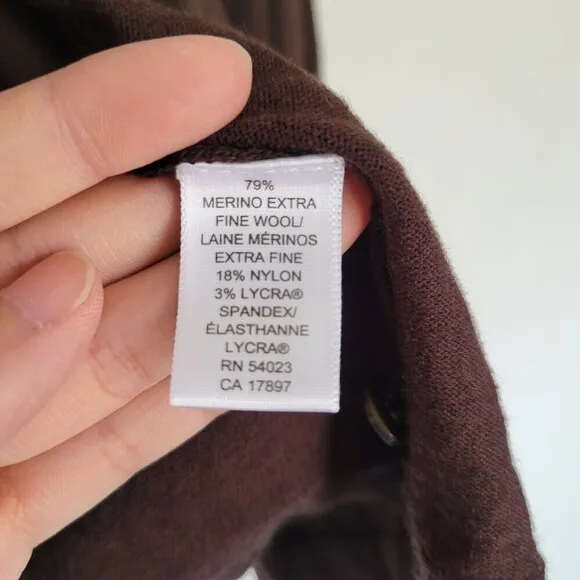 79%
MERINO EXTRA
FINE WOOL/
LAINE MÉRINOS
EXTRA FINE
18% NYLON
3% LYCRA®
SPANDEX/
ÉLASTHANNE
LYCRA®
RN 54023
CA 17897